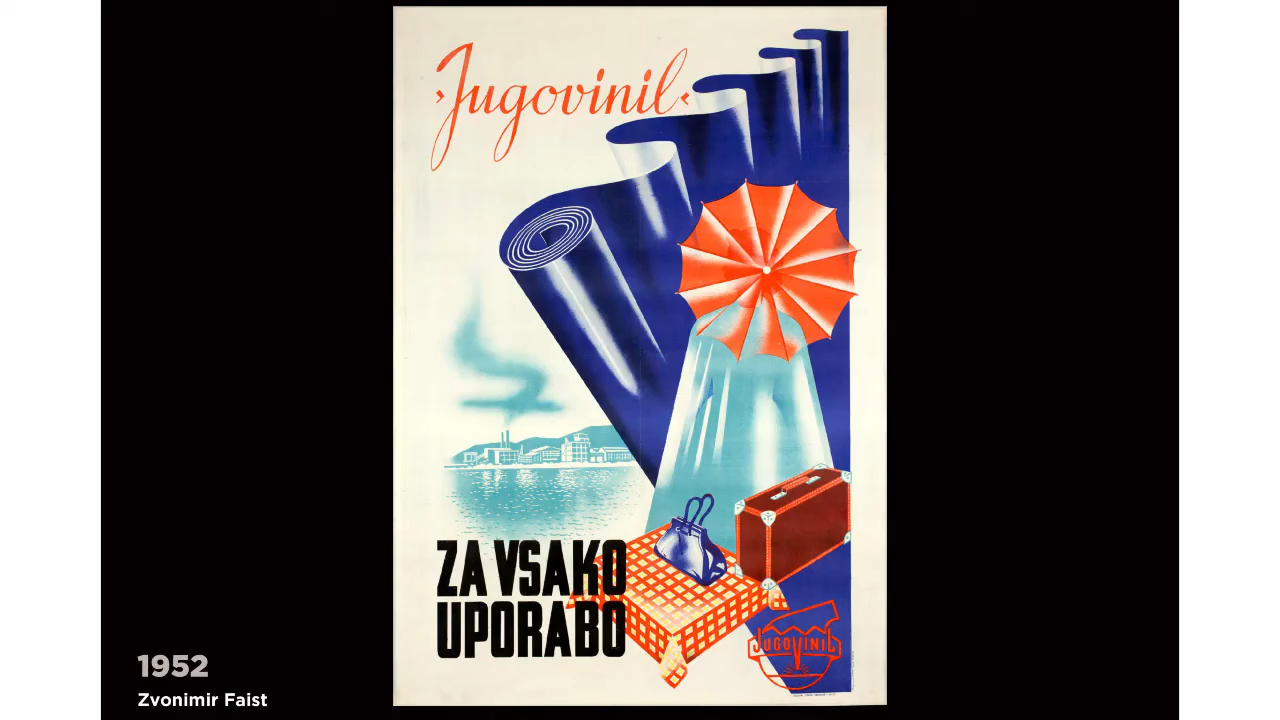 Jugovinil
ZA VSAKO
UPORABO
JUGOVINIL
1952
Zvonimir Faist